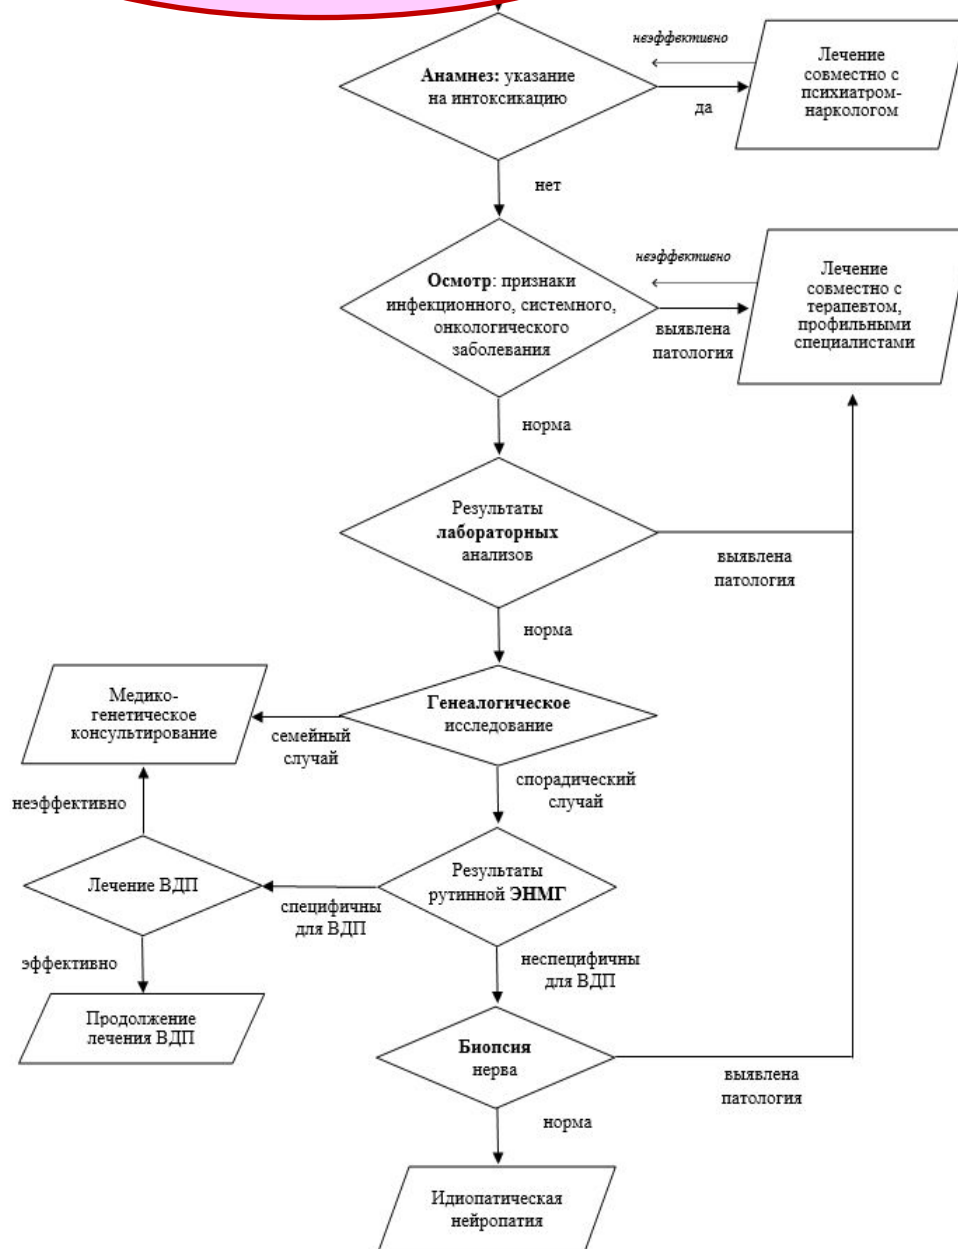 Анамнез: указание
на интоксикацию
неэффективно
да
Лечение
совместно с
психиатром-
наркологом
нет
Осмотр: признаки
инфекционного, системного,
онкологического
заболевания
неэффективно
выявлена
патология
Лечение
совместно с
терапевтом,
профильными
специалистами
норма
Результаты
лабораторных
анализов
выявлена
патология
норма
Генеалогическое
исследование
семейный
случай
Медико-
генетическое
консультирование
спорадический
случай
неэффективно
Результаты
рутинной ЭНМГ
специфичны
для ВДП
Лечение ВДП
эффективно
Продолжение
лечения ВДП
неспецифичны
для ВДП
Биопсия
нерва
выявлена
патология
норма
Идиопатическая
нейропатия